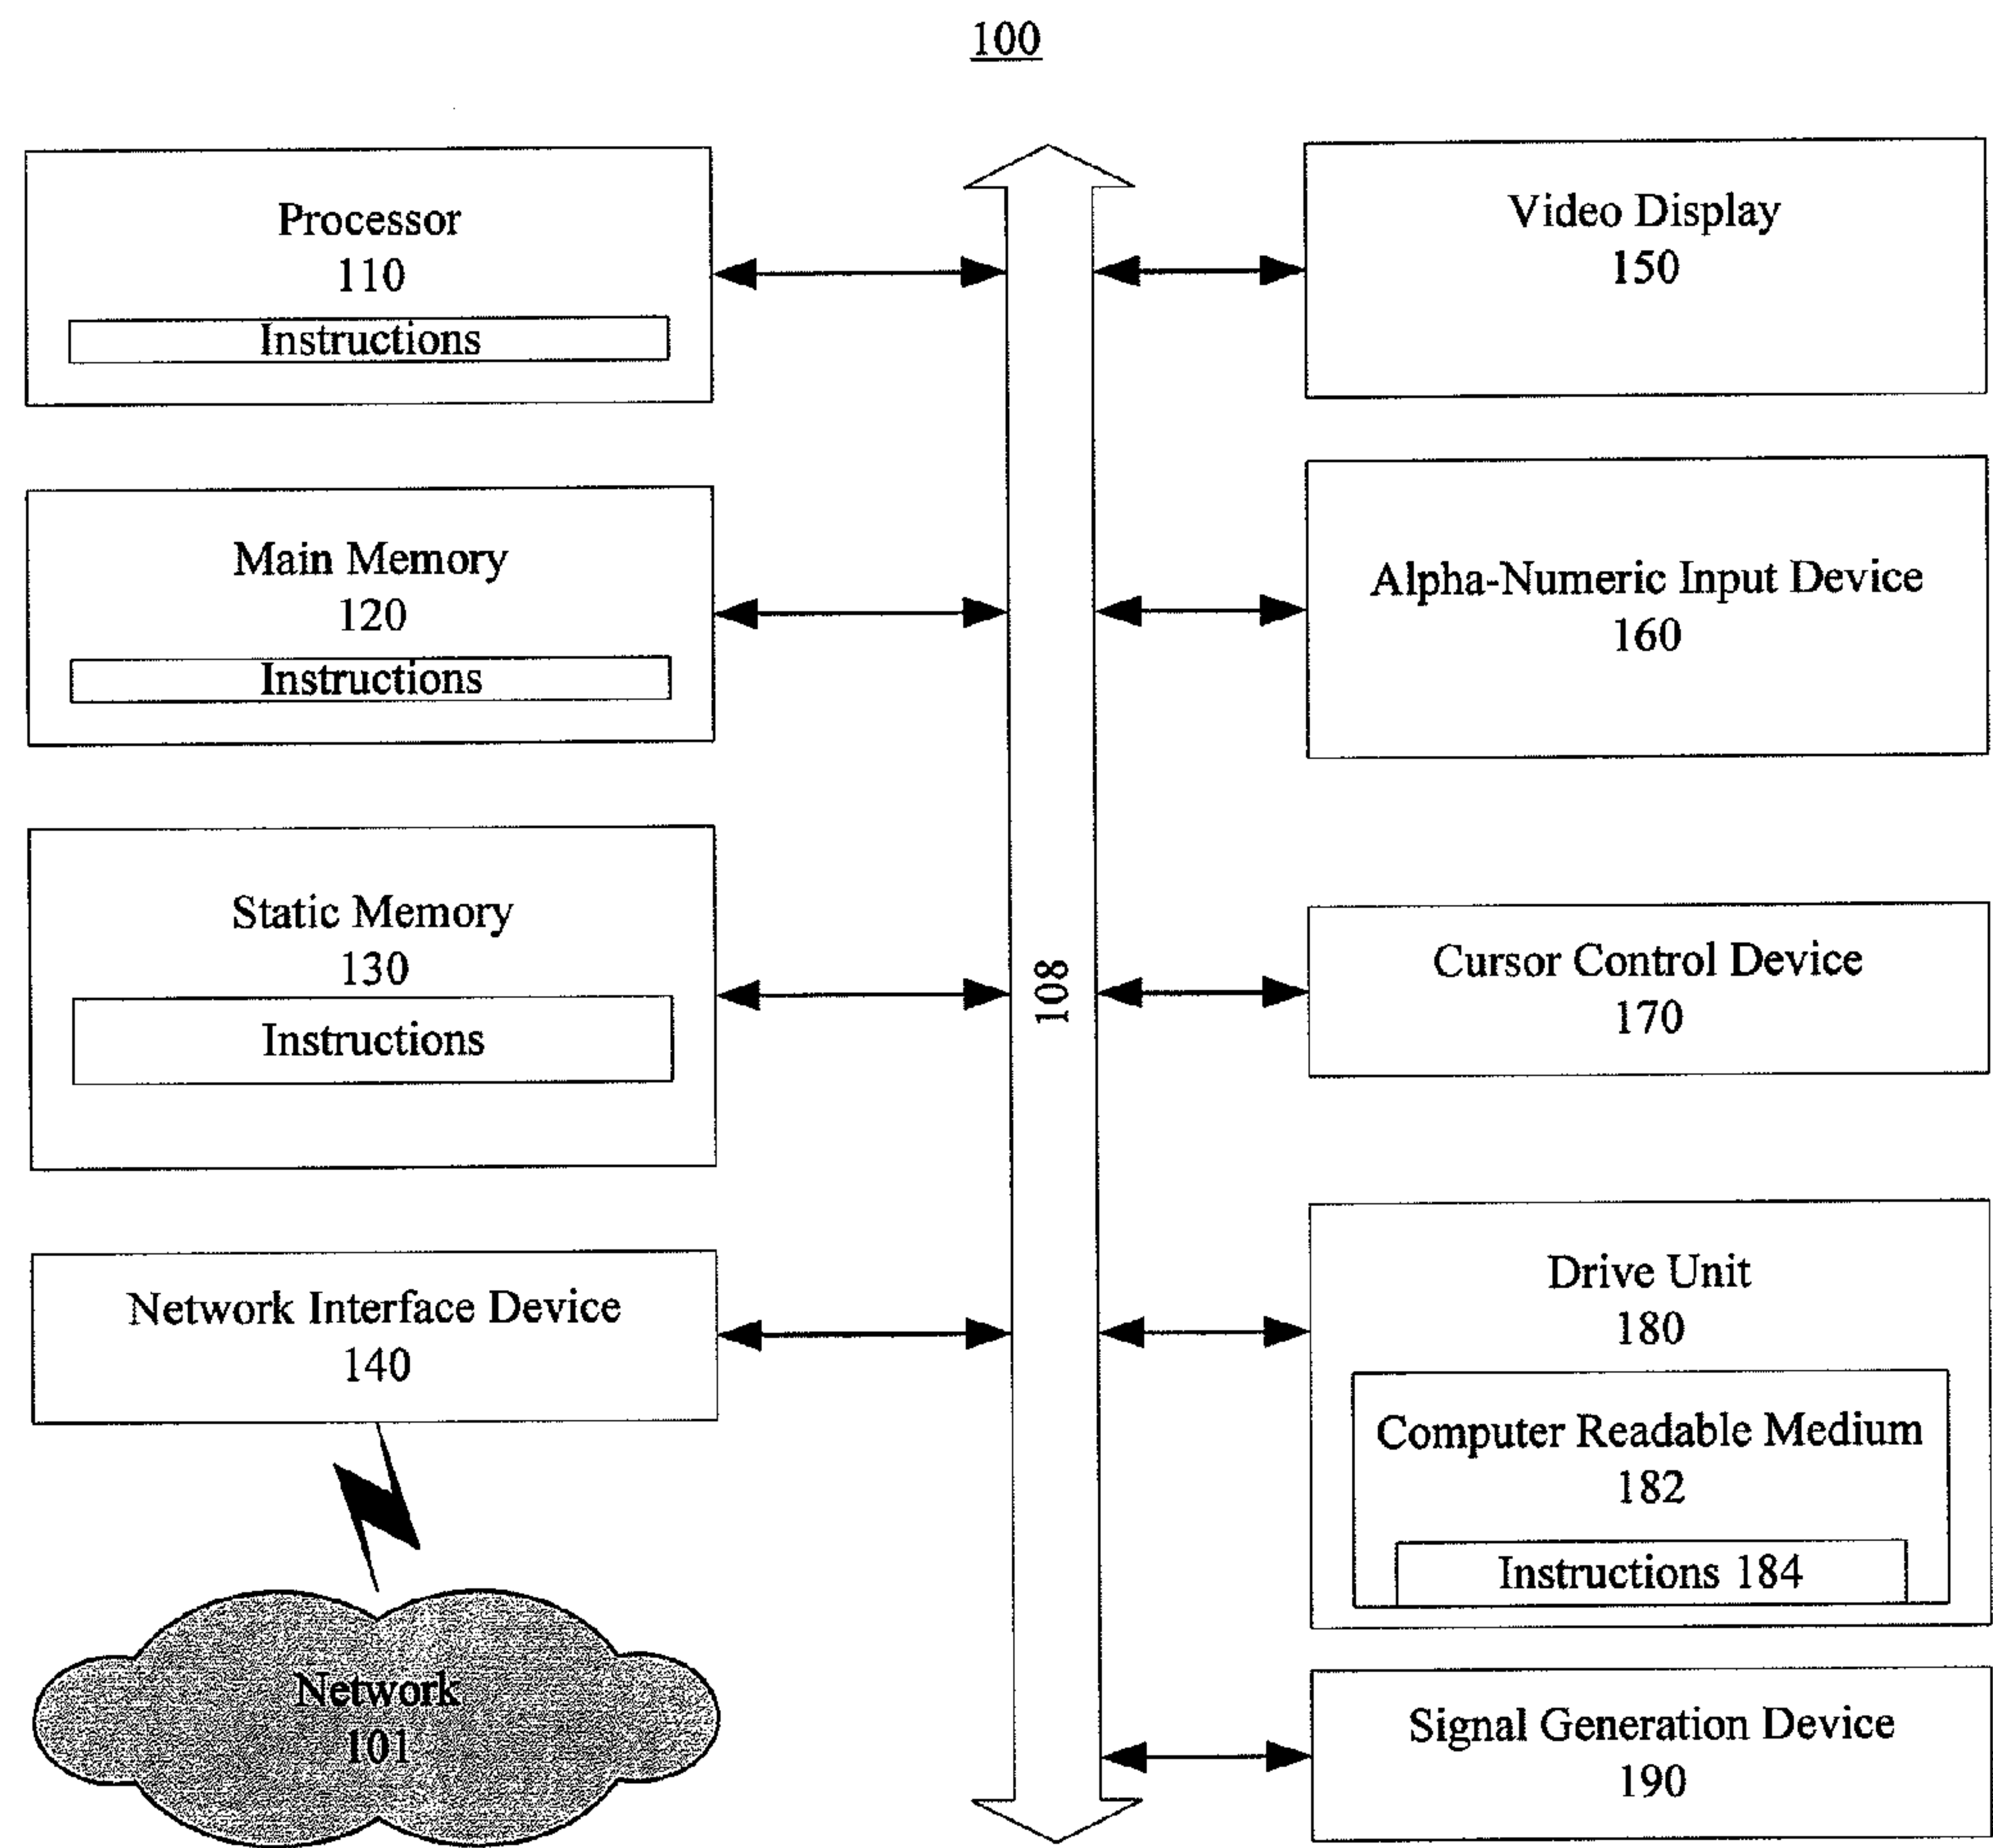 100
Processor
110
Instructions
Main Memory
120
Instructions
Static Memory
130
Instructions
Network Interface Device
140
Network
101
108
Video Display
150
Alpha-Numeric Input Device
160
Cursor Control Device
170
Drive Unit
180
Computer Readable Medium
182
Instructions 184
Signal Generation Device
190